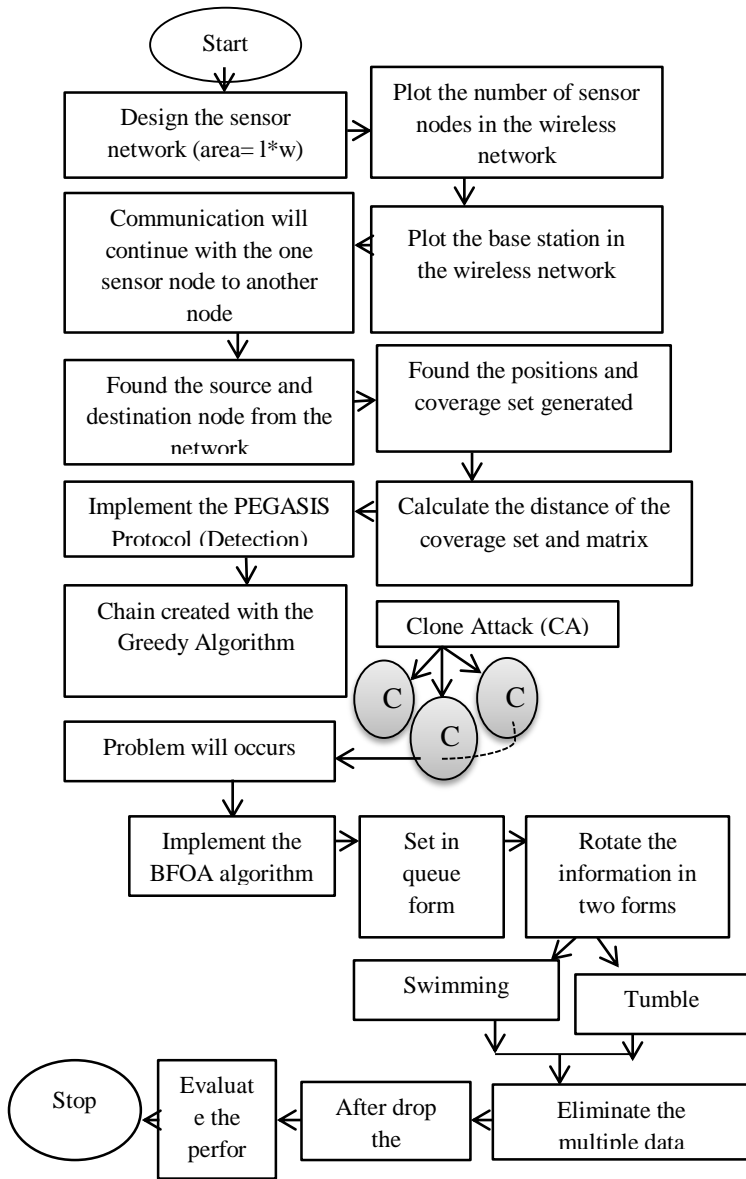 Start
Design the sensor
network (area= l*w)
Plot the number of sensor
nodes in the wireless
network
Plot the base station in
the wireless network
Communication will
continue with the one
sensor node to another
node
Found the source and
destination node from the
network
Found the positions and
coverage set generated
Calculate the distance of the
coverage set and matrix
Implement the PEGASIS
Protocol (Detection)
Chain created with the
Greedy Algorithm
Clone Attack (CA)
C
C
C
Problem will occurs
Implement the
BFOA algorithm
Set in
queue
form
Rotate the
information in
two forms
Swimming
Tumble
Eliminate the
multiple data
After drop
the
Evaluat
e the
perfor
Stop